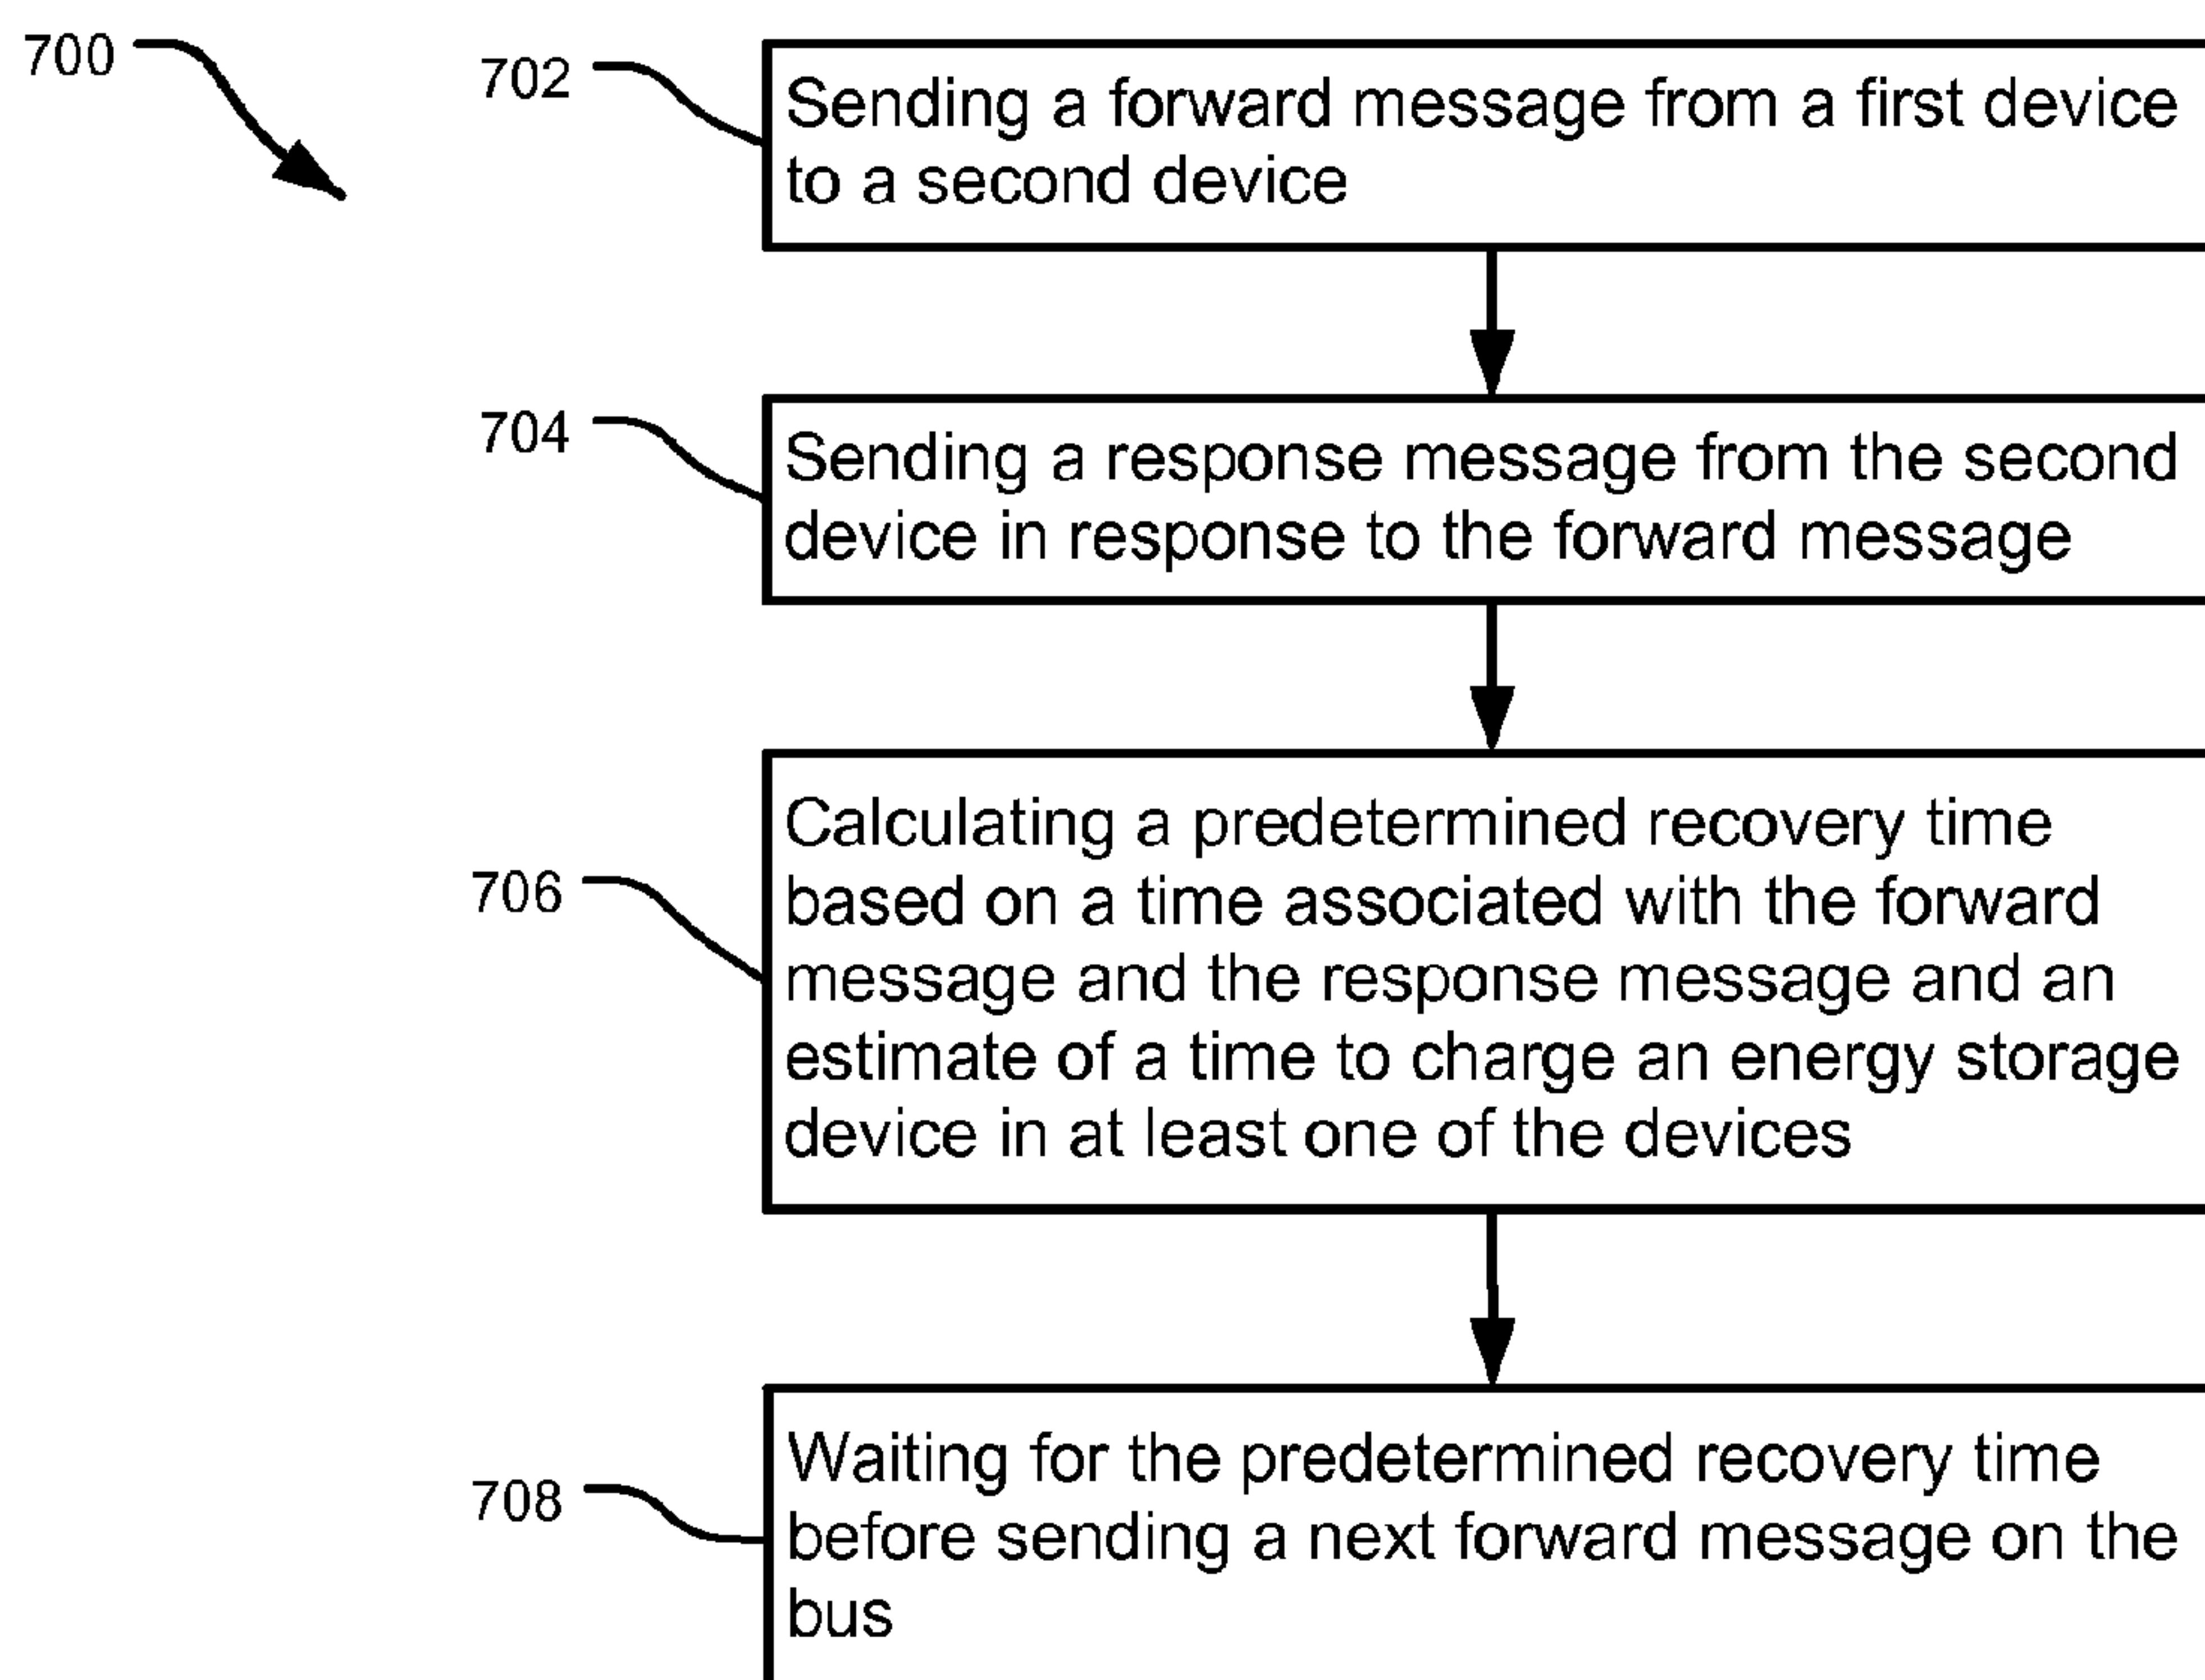 700
702
Sending a forward message from a first device
to a second device
704
Sending a response message from the second
device in response to the forward message
706
Calculating a predetermined recovery time
based on a time associated with the forward
message and the response message and an
estimate of a time to charge an energy storage
device in at least one of the devices
708
Waiting for the predetermined recovery time
before sending a next forward message on the
bus